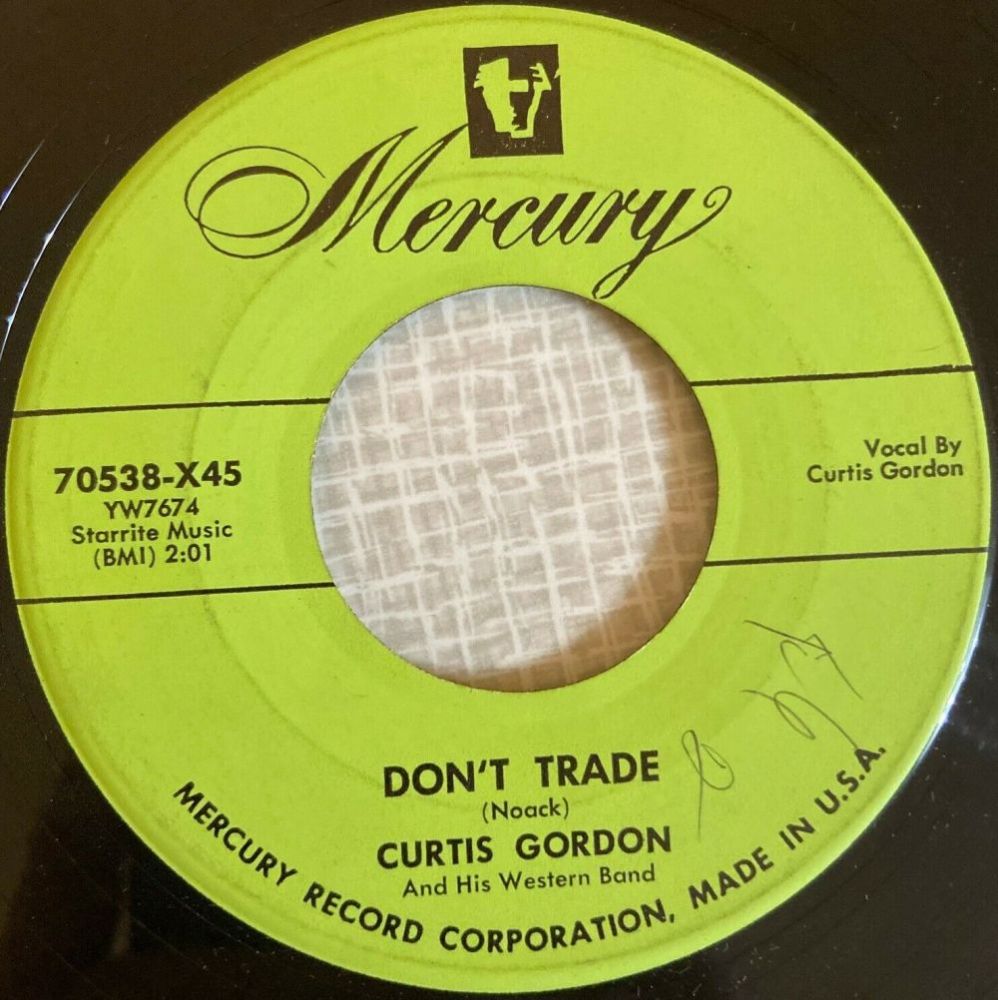 Mercury
70538-X45
YW7674
Starrite Music
(BMI) 2:01
Vocal By
Curtis Gordon
DON'T TRADE
(Noack)
CURTIS GORDON
And His Western Band
MERCURY RECORD CORPORATION, MADE IN U.S.A.